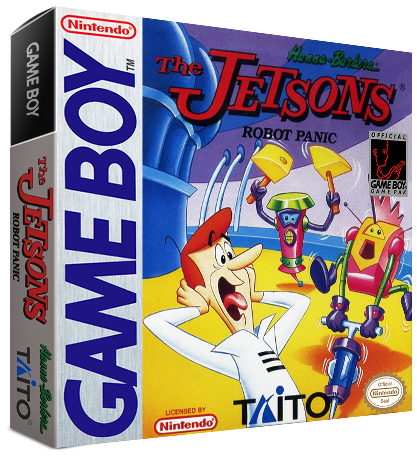 Nintendo
GAME BOY
The
JETSONS
ROBOT PANIC
Hanna-Barbera
TAITO
Nintendo
GAME BOY
TM
Hanna-Barbera
The
JETSONS
®
ROBOT PANIC
OFFICIAL
GAME BOY
GAME PAK
LICENSED BY
Nintendo
TAITO
Official
Nintendo
Seal